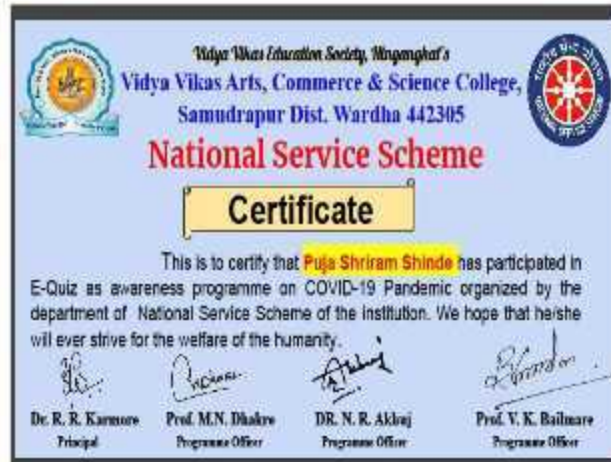 Vidya Vikas Education Society, Hinganghat's
Vidya Vikas Arts, Commerce & Science College,
Samudrapur Dist. Wardha 442305
National Service Scheme
Certificate
This is to certify that Puja Shriram Shinde has participated in
E-Quiz as awareness programme on COVID-19 Pandemic organized by the
department of National Service Scheme of the institution. We hope that he/she
will ever strive for the welfare of the humanity.
Dr. R. R. Karmore Prof. M.N. Dhakre DR. N. R. Akhuj Prof. V. K. Bailmare
Principal Programme Officer Programme Officer Programme Officer